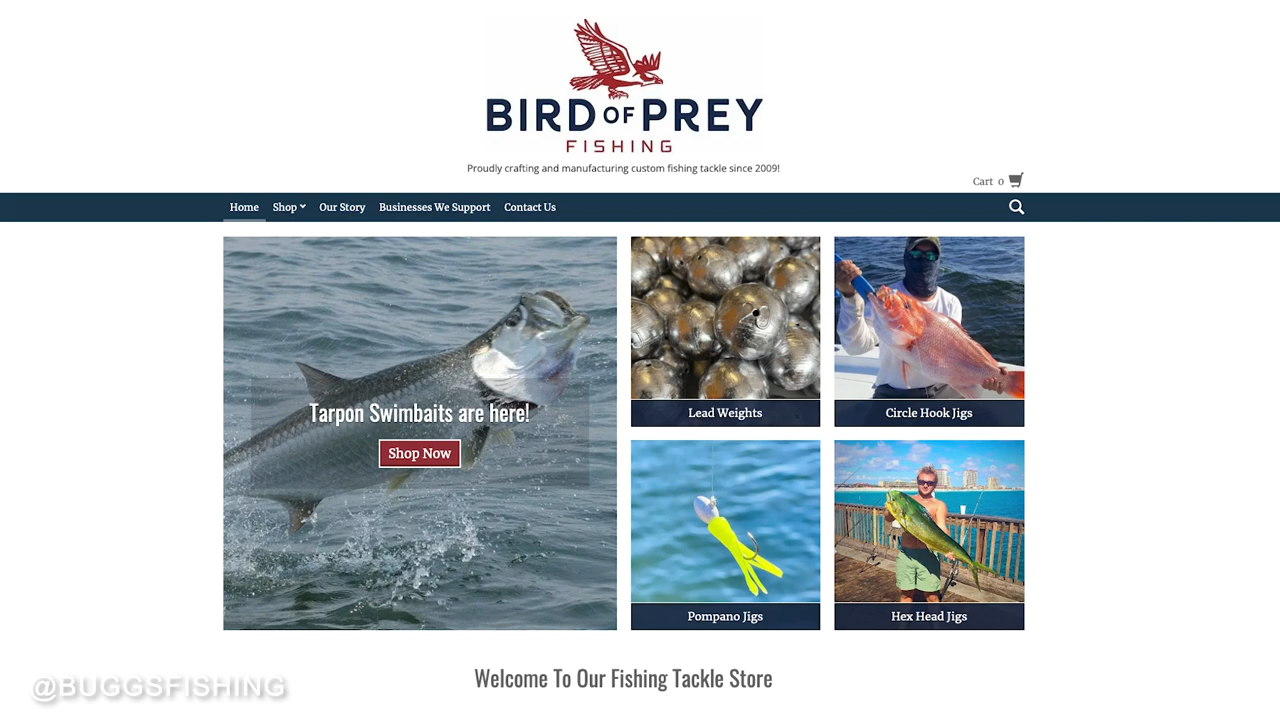 BIRD OF PREY
FISHING
Proudly crafting and manufacturing custom fishing tackle since 2009!
Cart 0
Home Shop Our Story Businesses We Support Contact Us
Tarpon Swimbaits are here!
Shop Now
Lead Weights
Circle Hook Jigs
Pompano Jigs
Hex Head Jigs
Welcome To Our Fishing Tackle Store
@BUGGSFISHING